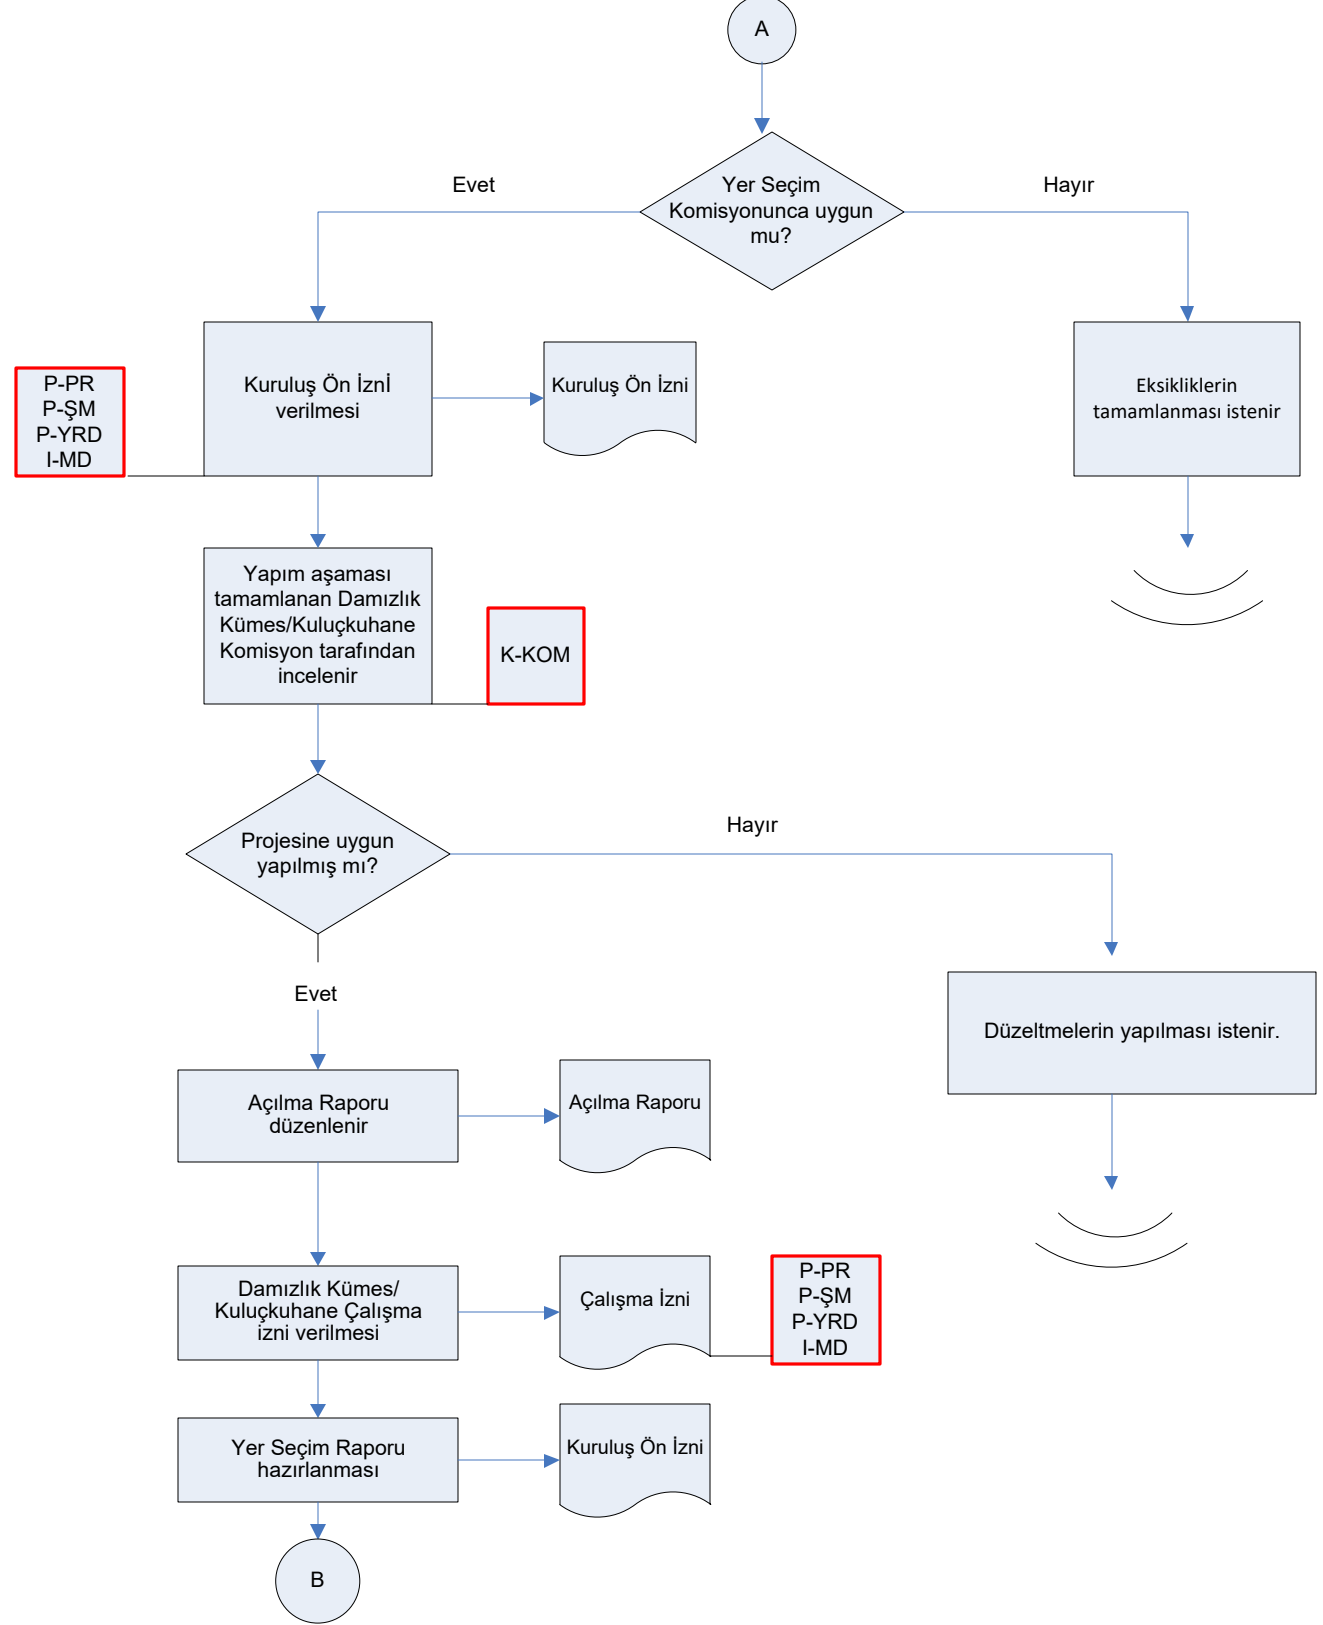 A
Yer Seçim
Komisyonunca uygun
mu?
Evet
Hayır
Kuruluş Ön İznİ
verilmesi
Kuruluş Ön İzni
Eksikliklerin
tamamlanması istenir
P-PR
P-ŞM
P-YRD
I-MD
Yapım aşaması
tamamlanan Damızlık
Kümes/Kuluçkuhane
Komisyon tarafından
incelenir
K-KOM
Projesine uygun
yapılmış mı?
Hayır
Evet
Düzeltmelerin yapılması istenir.
Açılma Raporu
düzenlenir
Açılma Raporu
Damızlık Kümes/
Kuluçkuhane Çalışma
izni verilmesi
Çalışma İzni
P-PR
P-ŞM
P-YRD
I-MD
Yer Seçim Raporu
hazırlanması
Kuruluş Ön İzni
B